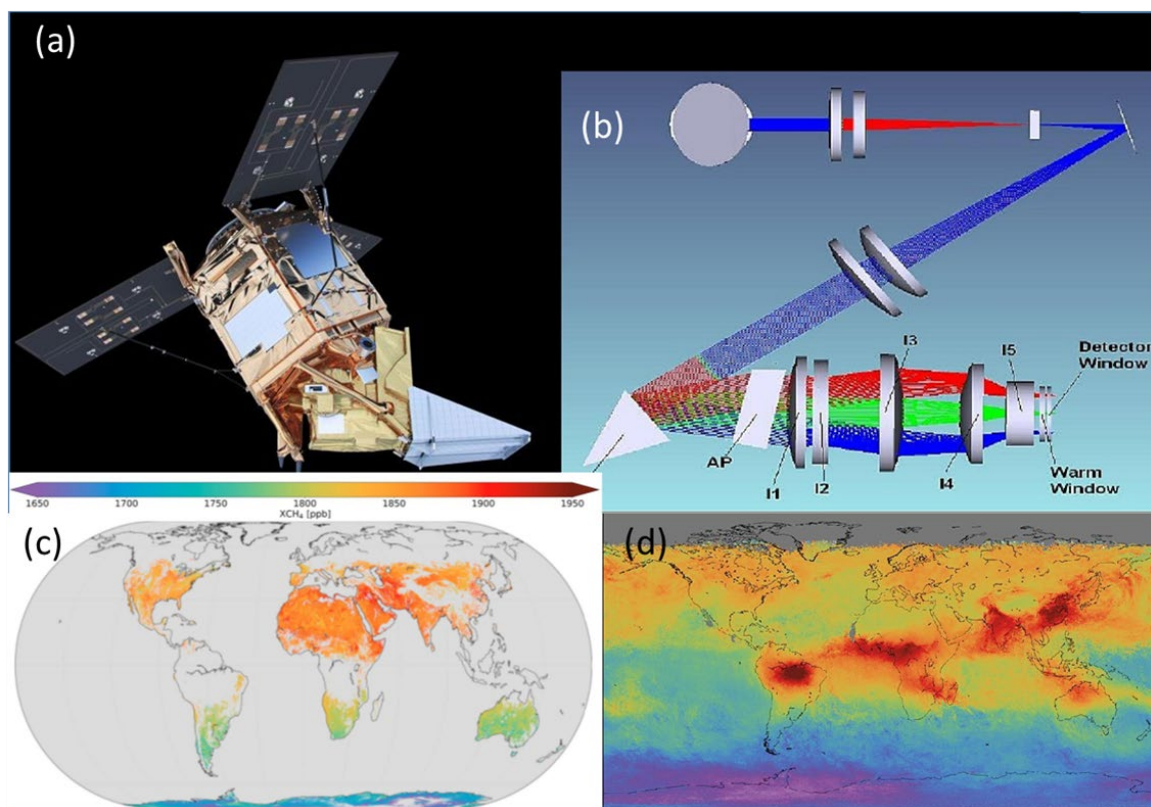 (a)
(b)
I3
I5
Detector
Window
AP
I1
I2
I4
Warm
Window
1650 1700 1750 1800 1850 1900 1950
XCH₄ [ppb]
(c)
(d)